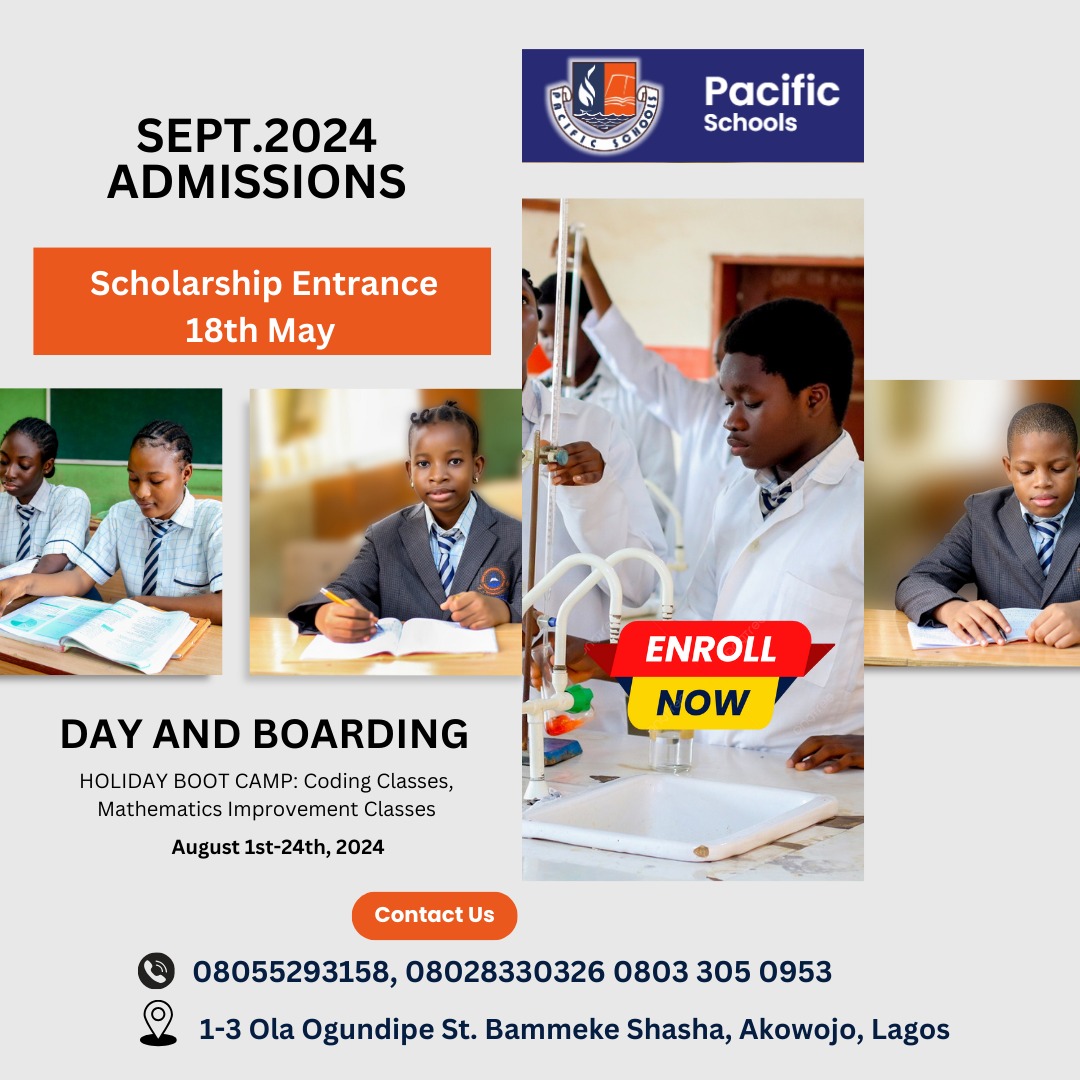 PACIFIC SCHOOLS
Pacific
Schools
SEPT.2024
ADMISSIONS
Scholarship Entrance
18th May
ENROLL
NOW
DAY AND BOARDING
HOLIDAY BOOT CAMP: Coding Classes,
Mathematics Improvement Classes
August 1st-24th, 2024
Contact Us
08055293158, 08028330326 0803 305 0953
1-3 Ola Ogundipe St. Bammeke Shasha, Akowojo, Lagos